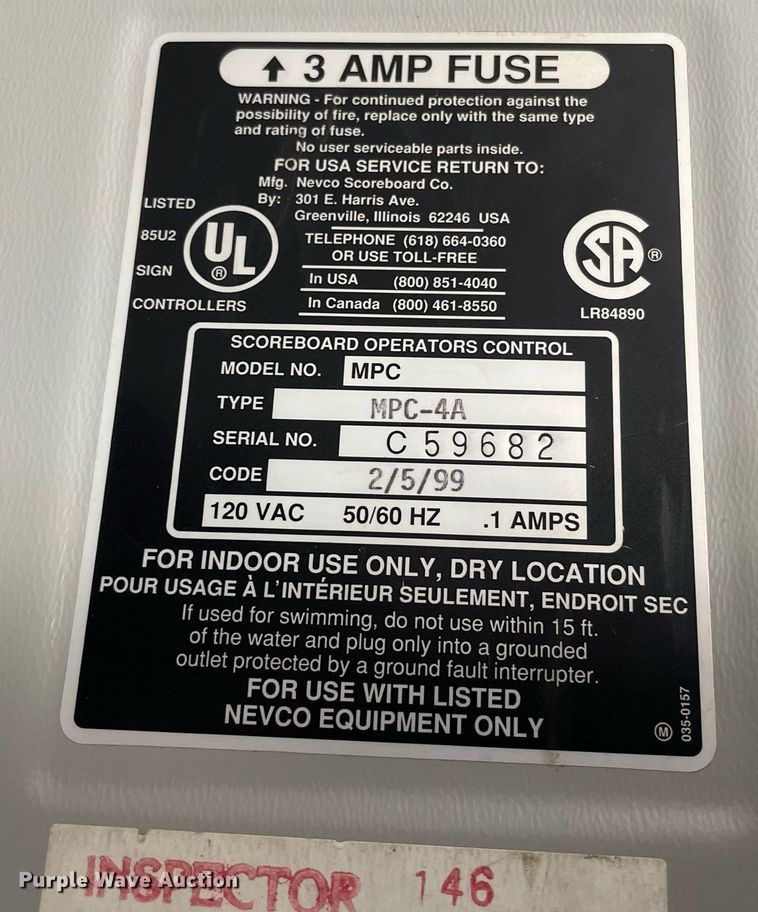 ↑ 3 AMP FUSE
WARNING - For continued protection against the
possibility of fire, replace only with the same type
and rating of fuse.
No user serviceable parts inside.
FOR USA SERVICE RETURN TO:
Mfg. Nevco Scoreboard Co.
By: 301 E. Harris Ave.
Greenville, Illinois 62246 USA
TELEPHONE (618) 664-0360
OR USE TOLL-FREE
In USA (800) 851-4040
In Canada (800) 461-8550
LISTED
85U2
SIGN
CONTROLLERS
UL ®
SA ®
LR84890
SCOREBOARD OPERATORS CONTROL
MODEL NO. MPC
TYPE MPC-4A
SERIAL NO. C59682
CODE 2/5/99
120 VAC 50/60 HZ .1 AMPS
FOR INDOOR USE ONLY, DRY LOCATION
POUR USAGE À L'INTÉRIEUR SEULEMENT, ENDROIT SEC
If used for swimming, do not use within 15 ft.
of the water and plug only into a grounded
outlet protected by a ground fault interrupter.
FOR USE WITH LISTED
NEVCO EQUIPMENT ONLY
M 035-0157
INSPECTOR 146
Purple Wave Auction